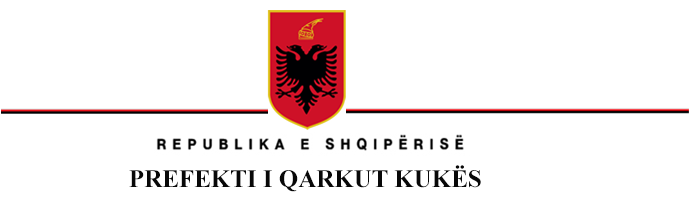 REPUBLIKA E SHQIPËRISË
PREFEKTI I QARKUT KUKËS